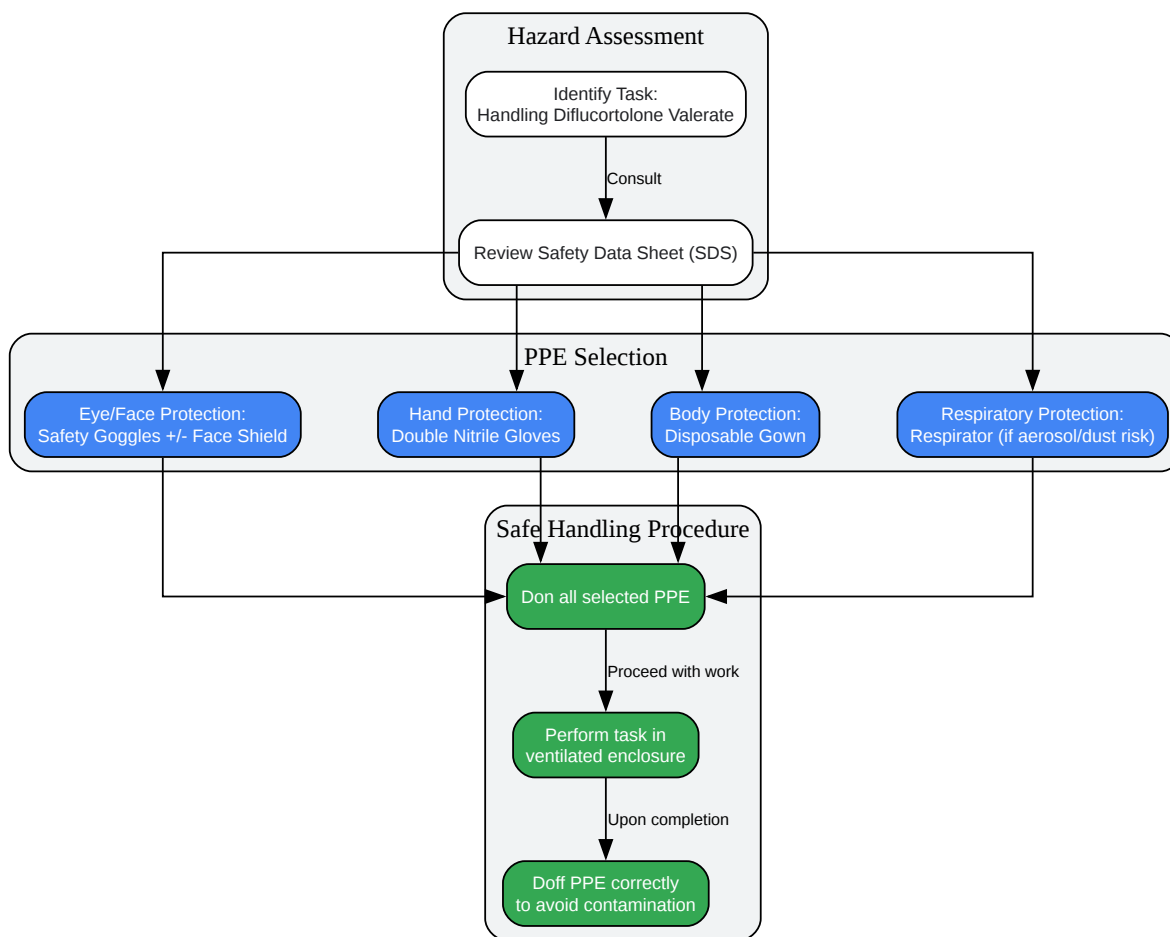 Hazard Assessment
Identify Task:
Handling Diflucortolone Valerate
Consult
Review Safety Data Sheet (SDS)
PPE Selection
Eye/Face Protection:
Safety Goggles +/- Face Shield
Hand Protection:
Double Nitrile Gloves
Body Protection:
Disposable Gown
Respiratory Protection:
Respirator (if aerosol/dust risk)
Safe Handling Procedure
Don all selected PPE
Proceed with work
Perform task in
ventilated enclosure
Upon completion
Doff PPE correctly
to avoid contamination